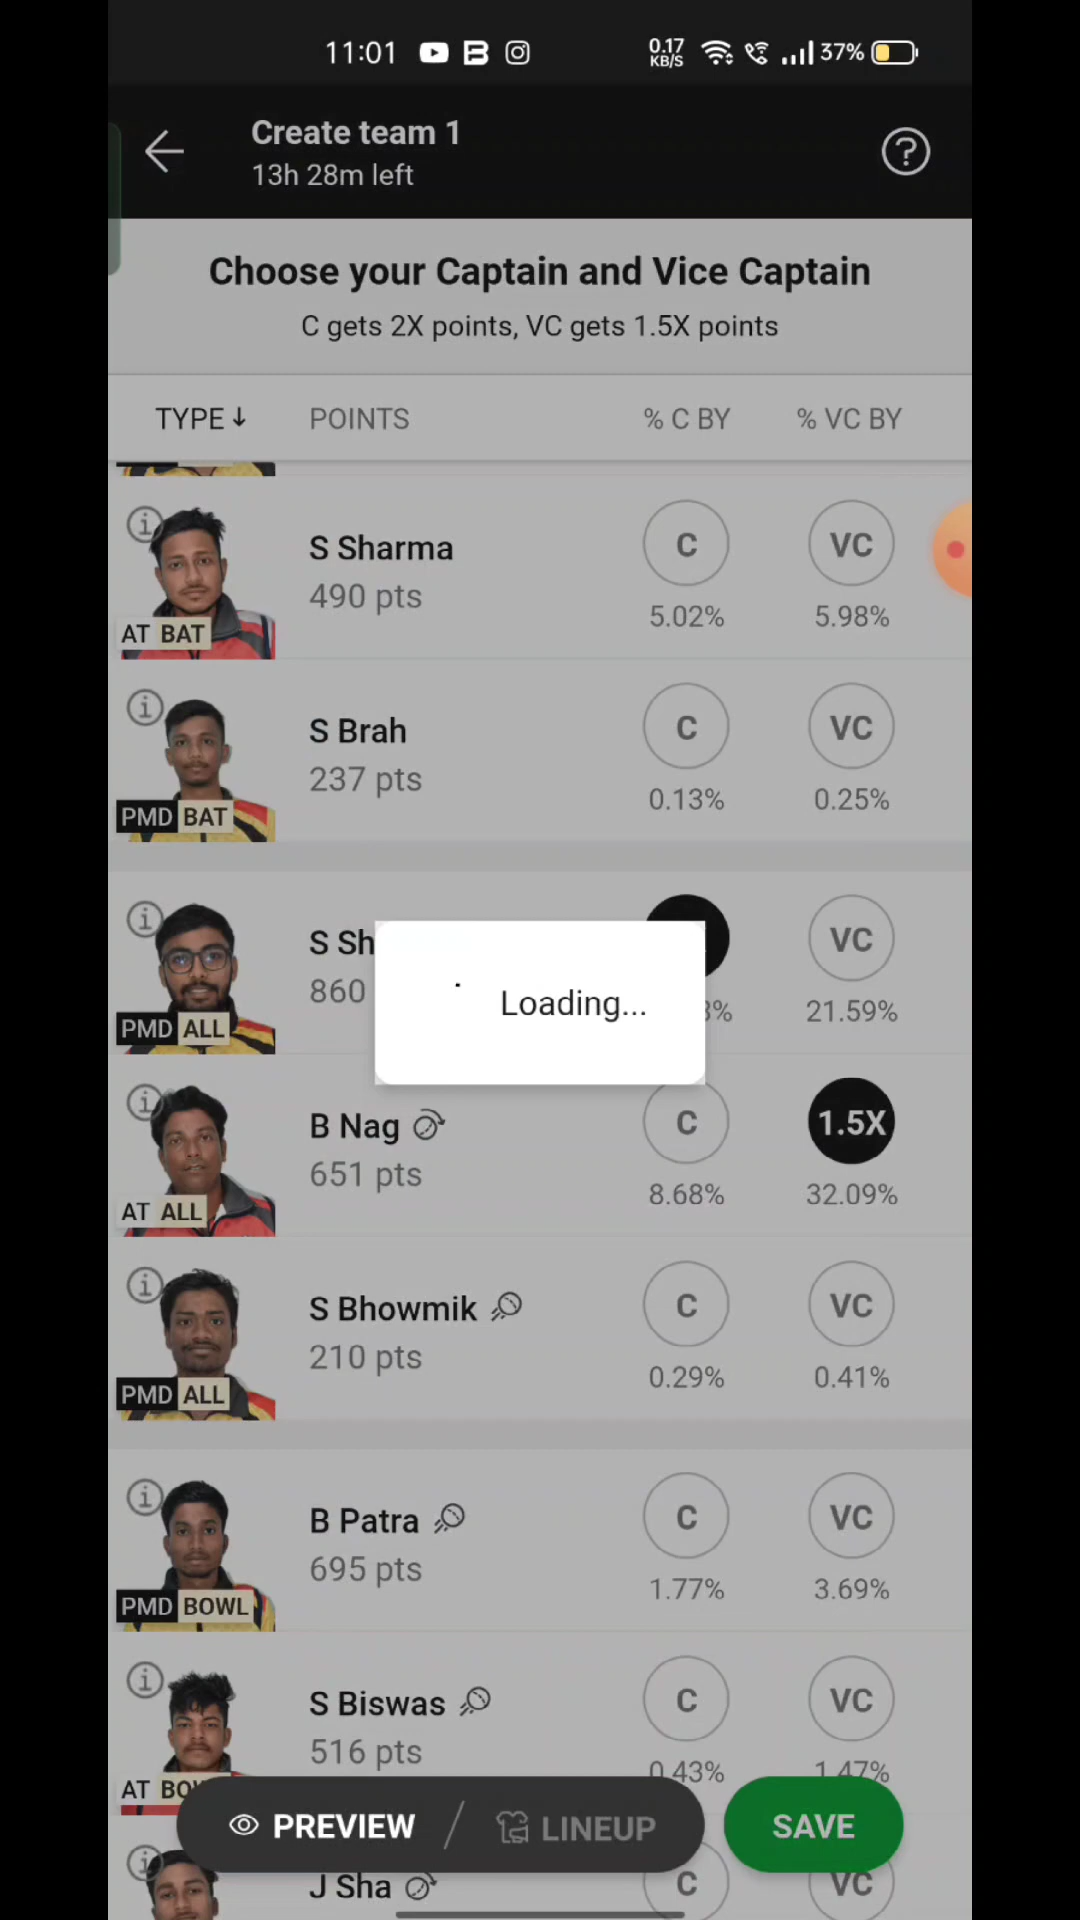 11:01 0.17 KB/S 37%
Create team 1
13h 28m left
Choose your Captain and Vice Captain
C gets 2X points, VC gets 1.5X points
TYPE↓ POINTS % C BY % VC BY
S Sharma C VC
490 pts 5.02% 5.98%
AT BAT
S Brah C VC
237 pts 0.13% 0.25%
PMD BAT
S Sh VC
860 21.59%
PMD ALL
Loading...
B Nag C 1.5X
651 pts 8.68% 32.09%
AT ALL
S Bhowmik C VC
210 pts 0.29% 0.41%
PMD ALL
B Patra C VC
695 pts 1.77% 3.69%
PMD BOWL
S Biswas C VC
516 pts 0.43% 1.47%
AT
PREVIEW / LINEUP SAVE
J Sha C VC